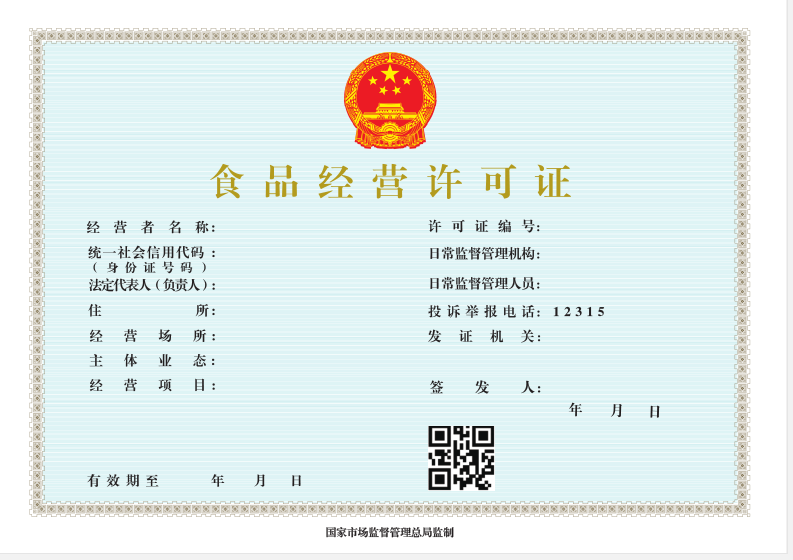 食品经营许可证
经营者名称：
统一社会信用代码：
（身份证号码）
法定代表人（负责人）：
住所：
经营场所：
主体业态：
经营项目：
有效期至 年 月 日
许可证编号：
日常监督管理机构：
日常监督管理人员：
投诉举报电话：12315
发证机关：
签发人：
年 月 日
国家市场监督管理总局监制